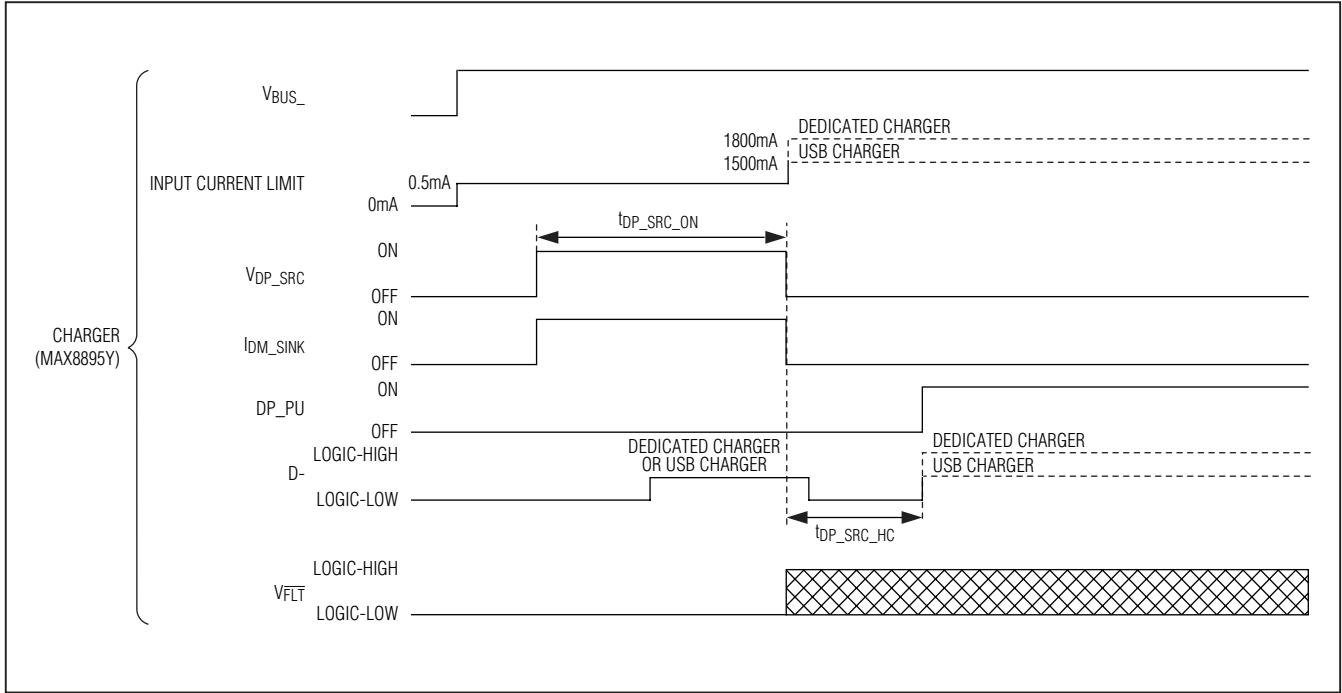 VBUS_
DEDICATED CHARGER
1800mA
USB CHARGER
1500mA
INPUT CURRENT LIMIT
0.5mA
0mA
tDP_SRC_ON
ON
VDP_SRC
OFF
ON
IDM_SINK
OFF
CHARGER
(MAX8895Y)
ON
DP_PU
OFF
DEDICATED CHARGER
OR USB CHARGER
DEDICATED CHARGER
LOGIC-HIGH
USB CHARGER
D-
LOGIC-LOW
tDP_SRC_HC
LOGIC-HIGH
VF̅L̅T̅
LOGIC-LOW